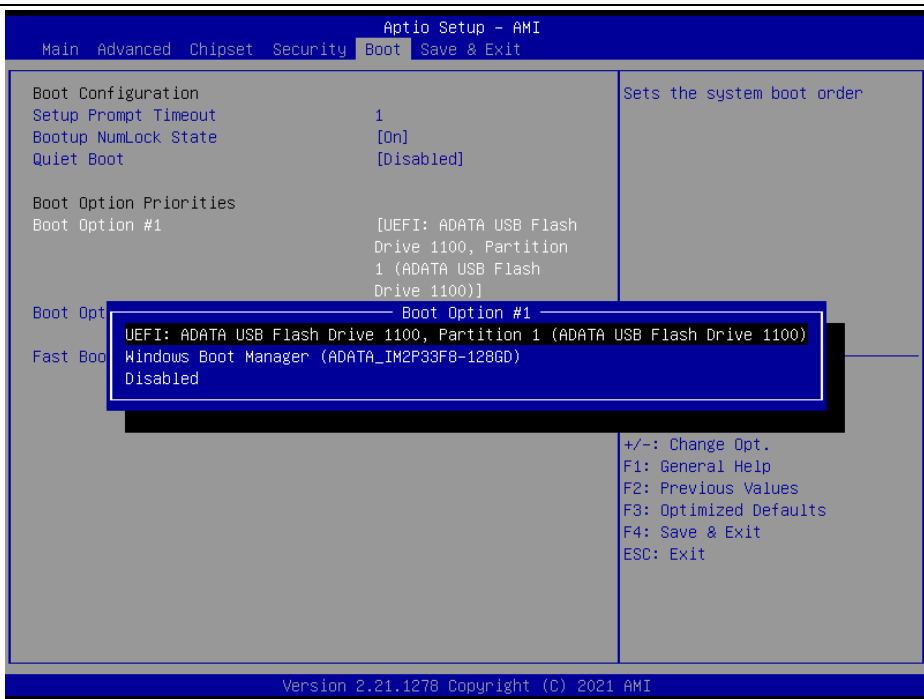 Aptio Setup – AMI
Main Advanced Chipset Security Boot Save & Exit
Boot Configuration
Setup Prompt Timeout 1
Bootup NumLock State [On]
Quiet Boot [Disabled]
Boot Option Priorities
Boot Option #1 [UEFI: ADATA USB Flash
Drive 1100, Partition
1 (ADATA USB Flash
Drive 1100)]
Boot Opt
Fast Boo
Boot Option #1
UEFI: ADATA USB Flash Drive 1100, Partition 1 (ADATA USB Flash Drive 1100)
Windows Boot Manager (ADATA_IM2P33F8-128GD)
Disabled
Sets the system boot order
+/-: Change Opt.
F1: General Help
F2: Previous Values
F3: Optimized Defaults
F4: Save & Exit
ESC: Exit
Version 2.21.1278 Copyright (C) 2021 AMI